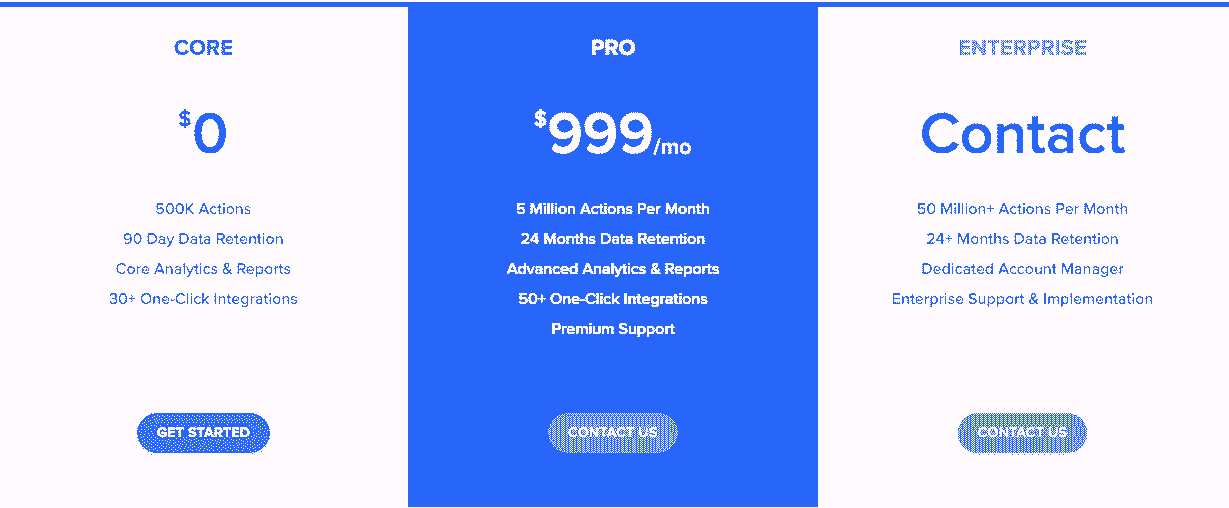 CORE
$0
500K Actions
90 Day Data Retention
Core Analytics & Reports
30+ One-Click Integrations
GET STARTED
PRO
$999/mo
5 Million Actions Per Month
24 Months Data Retention
Advanced Analytics & Reports
50+ One-Click Integrations
Premium Support
CONTACT US
ENTERPRISE
Contact
50 Million+ Actions Per Month
24+ Months Data Retention
Dedicated Account Manager
Enterprise Support & Implementation
CONTACT US